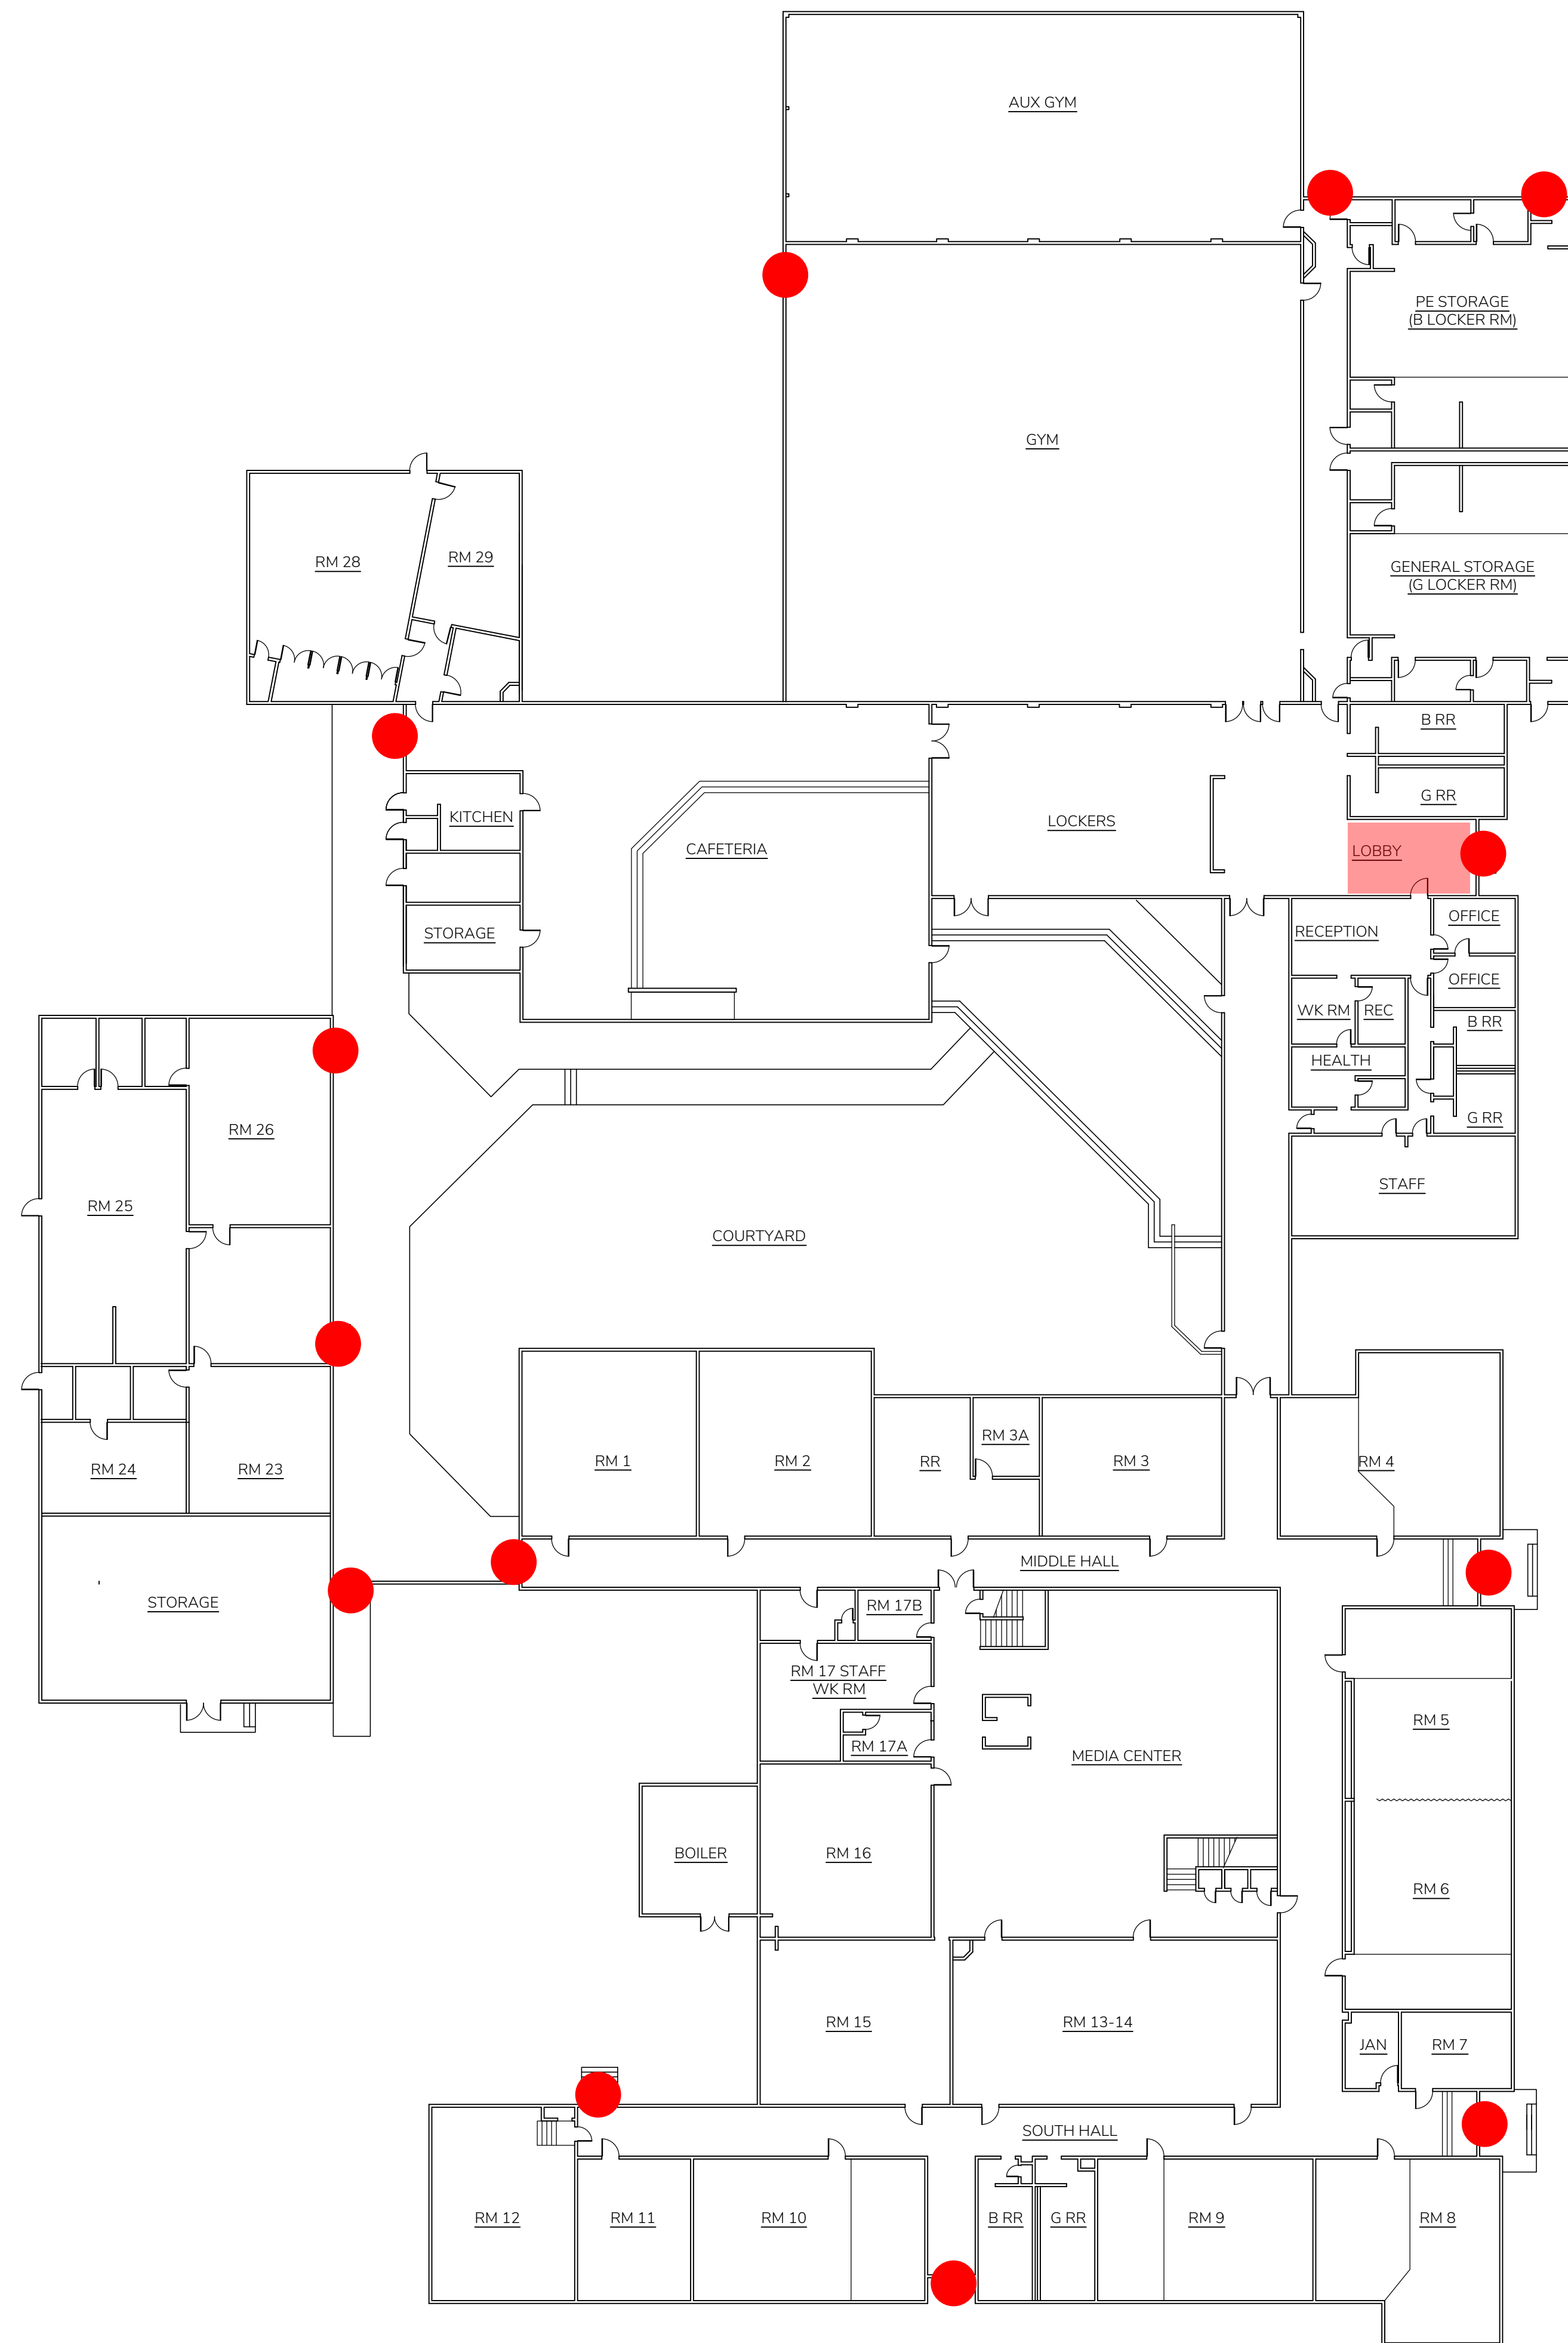 AUX GYM
PE STORAGE
(B LOCKER RM)
GYM
RM 28
RM 29
GENERAL STORAGE
(G LOCKER RM)
B RR
G RR
KITCHEN
CAFETERIA
LOCKERS
LOBBY
STORAGE
RECEPTION
OFFICE
OFFICE
WK RM
REC
B RR
HEALTH
G RR
RM 26
RM 25
STAFF
COURTYARD
RM 24
RM 23
RM 1
RM 2
RR
RM 3A
RM 3
RM 4
MIDDLE HALL
STORAGE
RM 17B
RM 17 STAFF
WK RM
RM 17A
MEDIA CENTER
RM 5
BOILER
RM 16
RM 6
RM 15
RM 13-14
JAN
RM 7
SOUTH HALL
RM 12
RM 11
RM 10
B RR
G RR
RM 9
RM 8